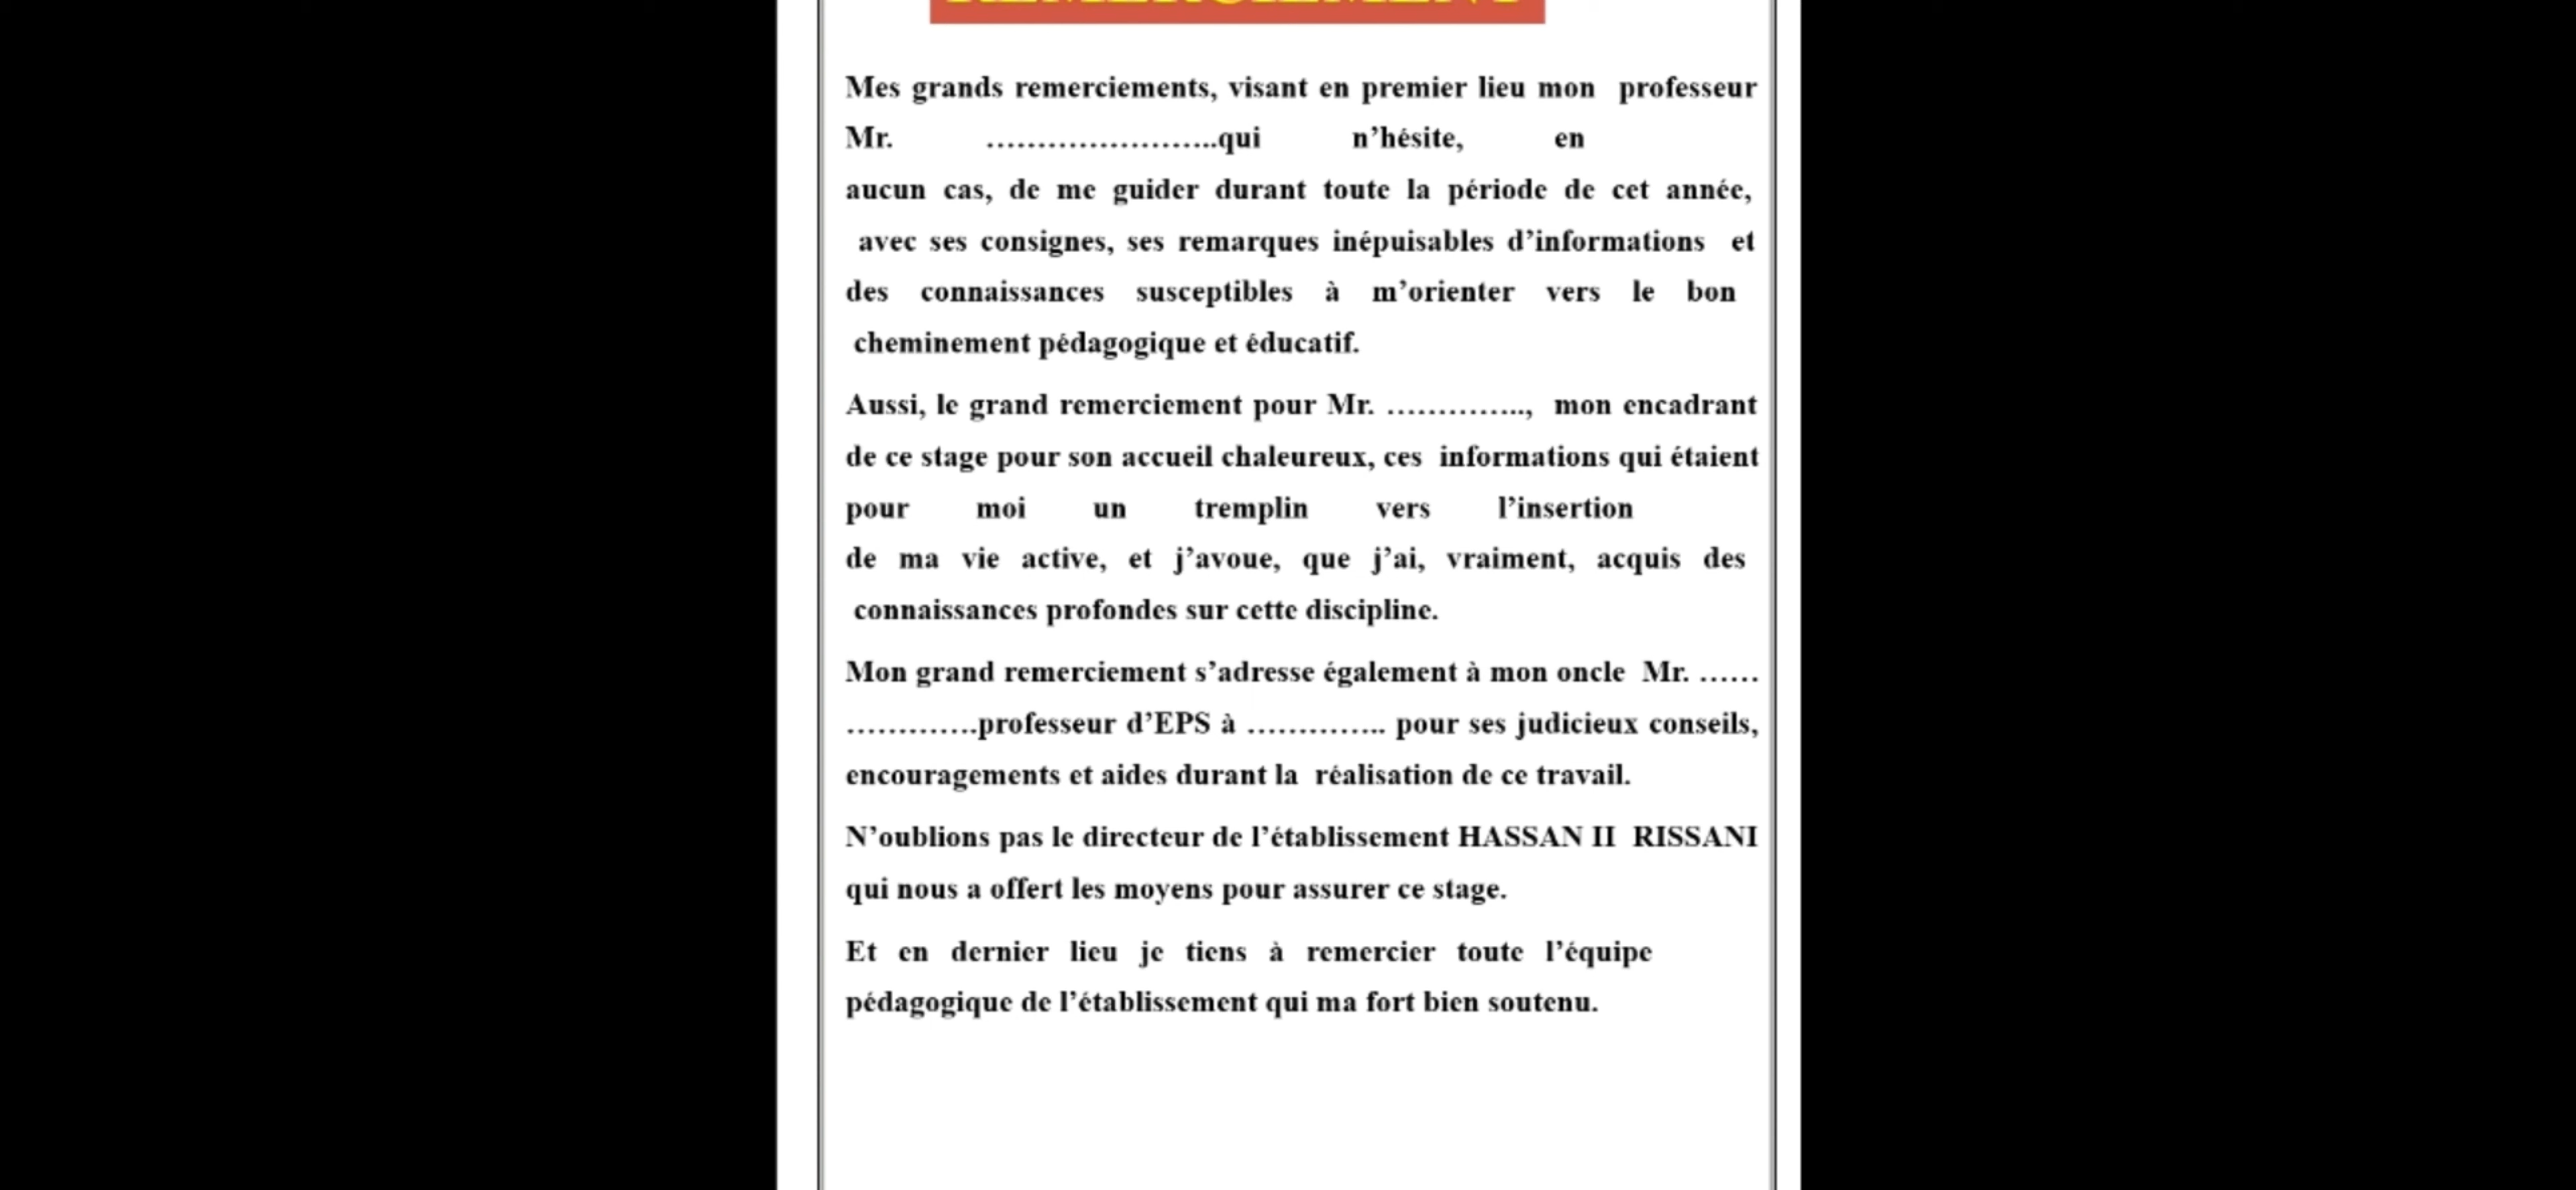 Mes grands remerciements, visant en premier lieu mon professeur
Mr. ……………………..qui n’hésite, en
aucun cas, de me guider durant toute la période de cet année,
avec ses consignes, ses remarques inépuisables d’informations et
des connaissances susceptibles à m’orienter vers le bon
cheminement pédagogique et éducatif.
Aussi, le grand remerciement pour Mr. ………….., mon encadrant
de ce stage pour son accueil chaleureux, ces informations qui étaient
pour moi un tremplin vers l’insertion
de ma vie active, et j’avoue, que j’ai, vraiment, acquis des
connaissances profondes sur cette discipline.
Mon grand remerciement s’adresse également à mon oncle Mr. ……
………….professeur d’EPS à ………….. pour ses judicieux conseils,
encouragements et aides durant la réalisation de ce travail.
N’oublions pas le directeur de l’établissement HASSAN II RISSANI
qui nous a offert les moyens pour assurer ce stage.
Et en dernier lieu je tiens à remercier toute l’équipe
pédagogique de l’établissement qui ma fort bien soutenu.